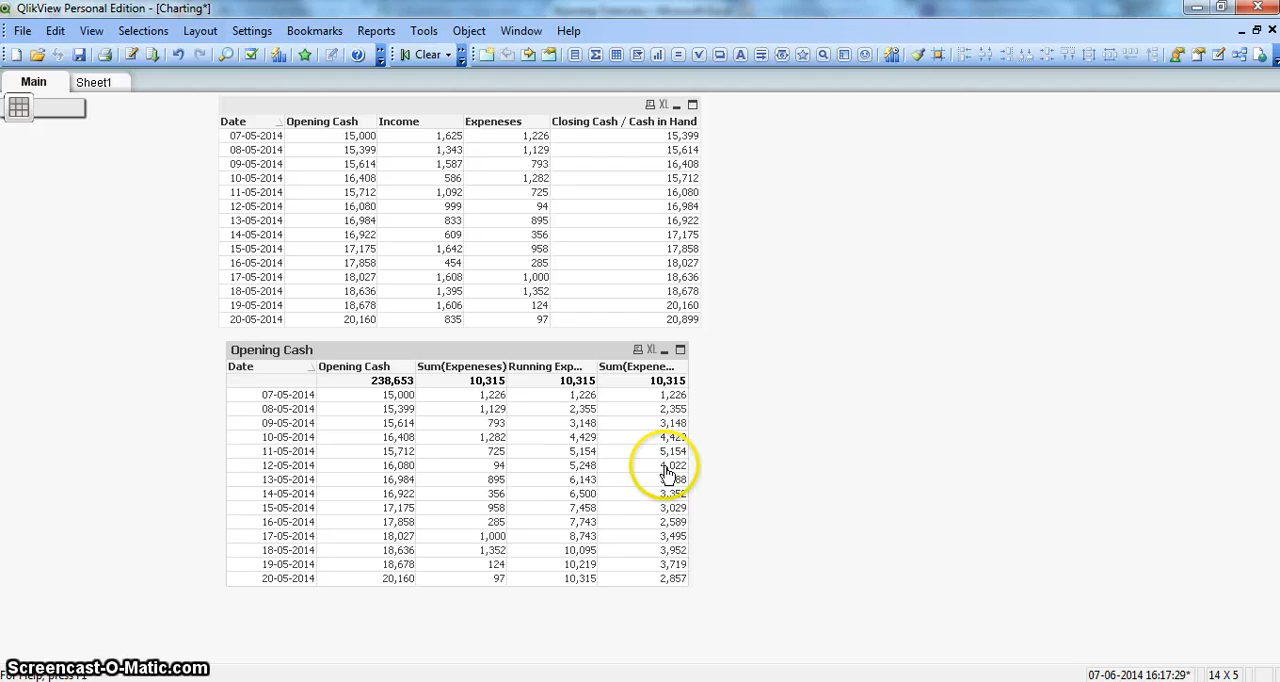 QlikView Personal Edition - [Charting*]
File Edit View Selections Layout Settings Bookmarks Reports Tools Object Window Help
Clear
Main Sheet1
XL
Date Opening Cash Income Expeneses Closing Cash / Cash in Hand
07-05-2014 15,000 1,625 1,226 15,399
08-05-2014 15,399 1,343 1,129 15,614
09-05-2014 15,614 1,587 793 16,408
10-05-2014 16,408 586 1,282 15,712
11-05-2014 15,712 1,092 725 16,080
12-05-2014 16,080 999 94 16,984
13-05-2014 16,984 833 895 16,922
14-05-2014 16,922 609 356 17,175
15-05-2014 17,175 1,642 958 17,858
16-05-2014 17,858 454 285 18,027
17-05-2014 18,027 1,608 1,000 18,636
18-05-2014 18,636 1,395 1,352 18,678
19-05-2014 18,678 1,606 124 20,160
20-05-2014 20,160 835 97 20,899
Opening Cash XL
Date Opening Cash Sum(Expeneses) Running Exp... Sum(Expene...
238,653 10,315 10,315 10,315
07-05-2014 15,000 1,226 1,226 1,226
08-05-2014 15,399 1,129 2,355 2,355
09-05-2014 15,614 793 3,148 3,148
10-05-2014 16,408 1,282 4,429 4,429
11-05-2014 15,712 725 5,154 5,154
12-05-2014 16,080 94 5,248
13-05-2014 16,984 895 6,143
14-05-2014 16,922 356 6,500 3,352
15-05-2014 17,175 958 7,458 3,029
16-05-2014 17,858 285 7,743 2,589
17-05-2014 18,027 1,000 8,743 3,495
18-05-2014 18,636 1,352 10,095 3,952
19-05-2014 18,678 124 10,219 3,719
20-05-2014 20,160 97 10,315 2,857
Screencast-O-Matic.com
For Help, press F1 07-06-2014 16:17:29* 14 X 5